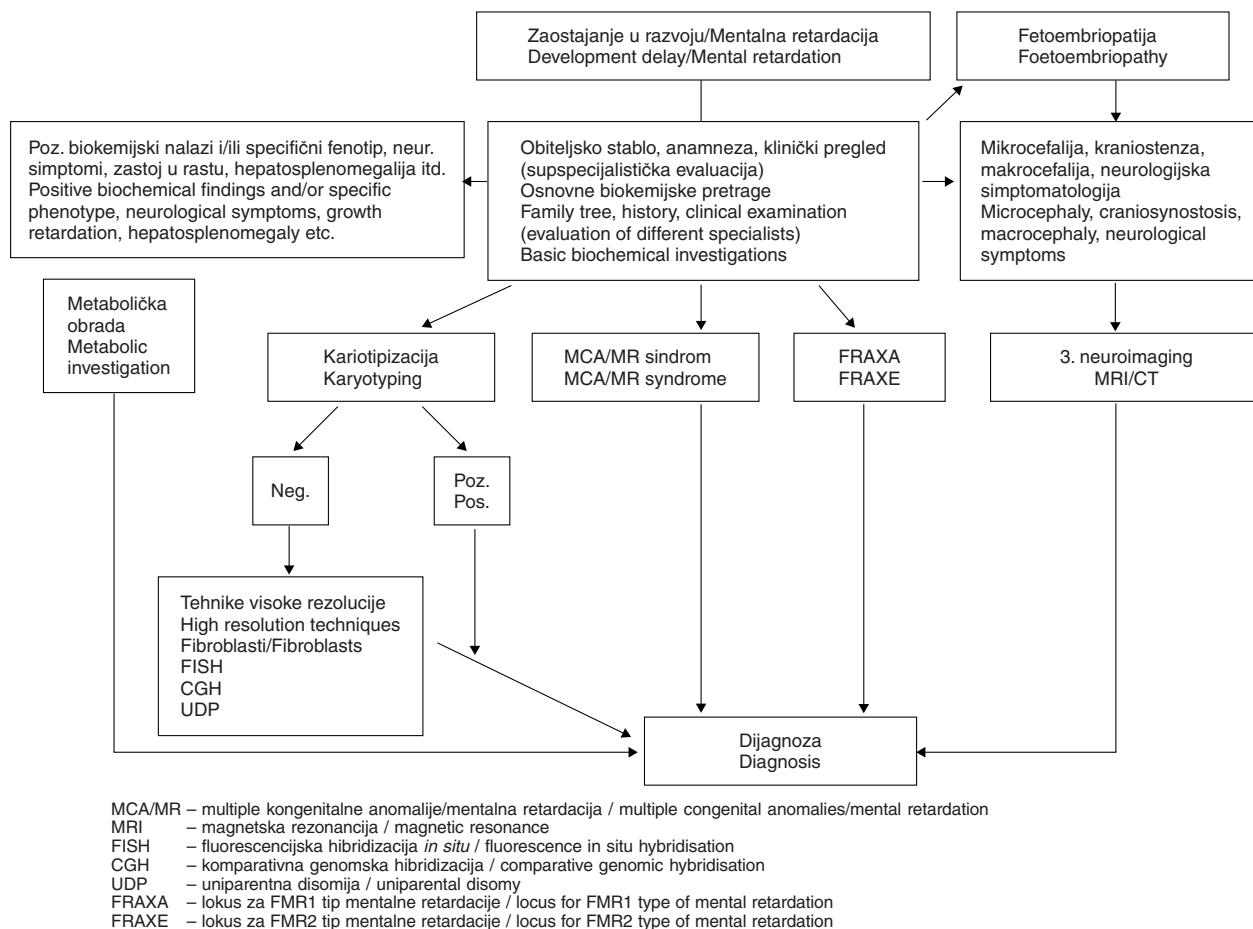 Zaostajanje u razvoju/Mentalna retardacija
Development delay/Mental retardation
Fetoembriopatija
Foetoembriopathy
Poz. biokemijski nalazi i/ili specifični fenotip, neur.
simptomi, zastoj u rastu, hepatosplenomegalija itd.
Positive biochemical findings and/or specific
phenotype, neurological symptoms, growth
retardation, hepatosplenomegaly etc.
Obiteljsko stablo, anamneza, klinički pregled
(supspecijalistička evaluacija)
Osnovne biokemijske pretrage
Family tree, history, clinical examination
(evaluation of different specialists)
Basic biochemical investigations
Mikrocefalija, kraniostenza,
makrocefalija, neurologijska
simptomatologija
Microcephaly, craniosynostosis,
macrocephaly, neurological
symptoms
Metabolička
obrada
Metabolic
investigation
Kariotipizacija
Karyotyping
MCA/MR sindrom
MCA/MR syndrome
FRAXA
FRAXE
3. neuroimaging
MRI/CT
Neg.
Poz.
Pos.
Tehnike visoke rezolucije
High resolution techniques
Fibroblasti/Fibroblasts
FISH
CGH
UDP
Dijagnoza
Diagnosis
MCA/MR – multiple kongenitalne anomalije/mentalna retardacija / multiple congenital anomalies/mental retardation
MRI – magnetska rezonancija / magnetic resonance
FISH – fluorescencijska hibridizacija in situ / fluorescence in situ hybridisation
CGH – komparativna genomska hibridizacija / comparative genomic hybridisation
UDP – uniparentna disomija / uniparental disomy
FRAXA – lokus za FMR1 tip mentalne retardacije / locus for FMR1 type of mental retardation
FRAXE – lokus za FMR2 tip mentalne retardacije / locus for FMR2 type of mental retardation